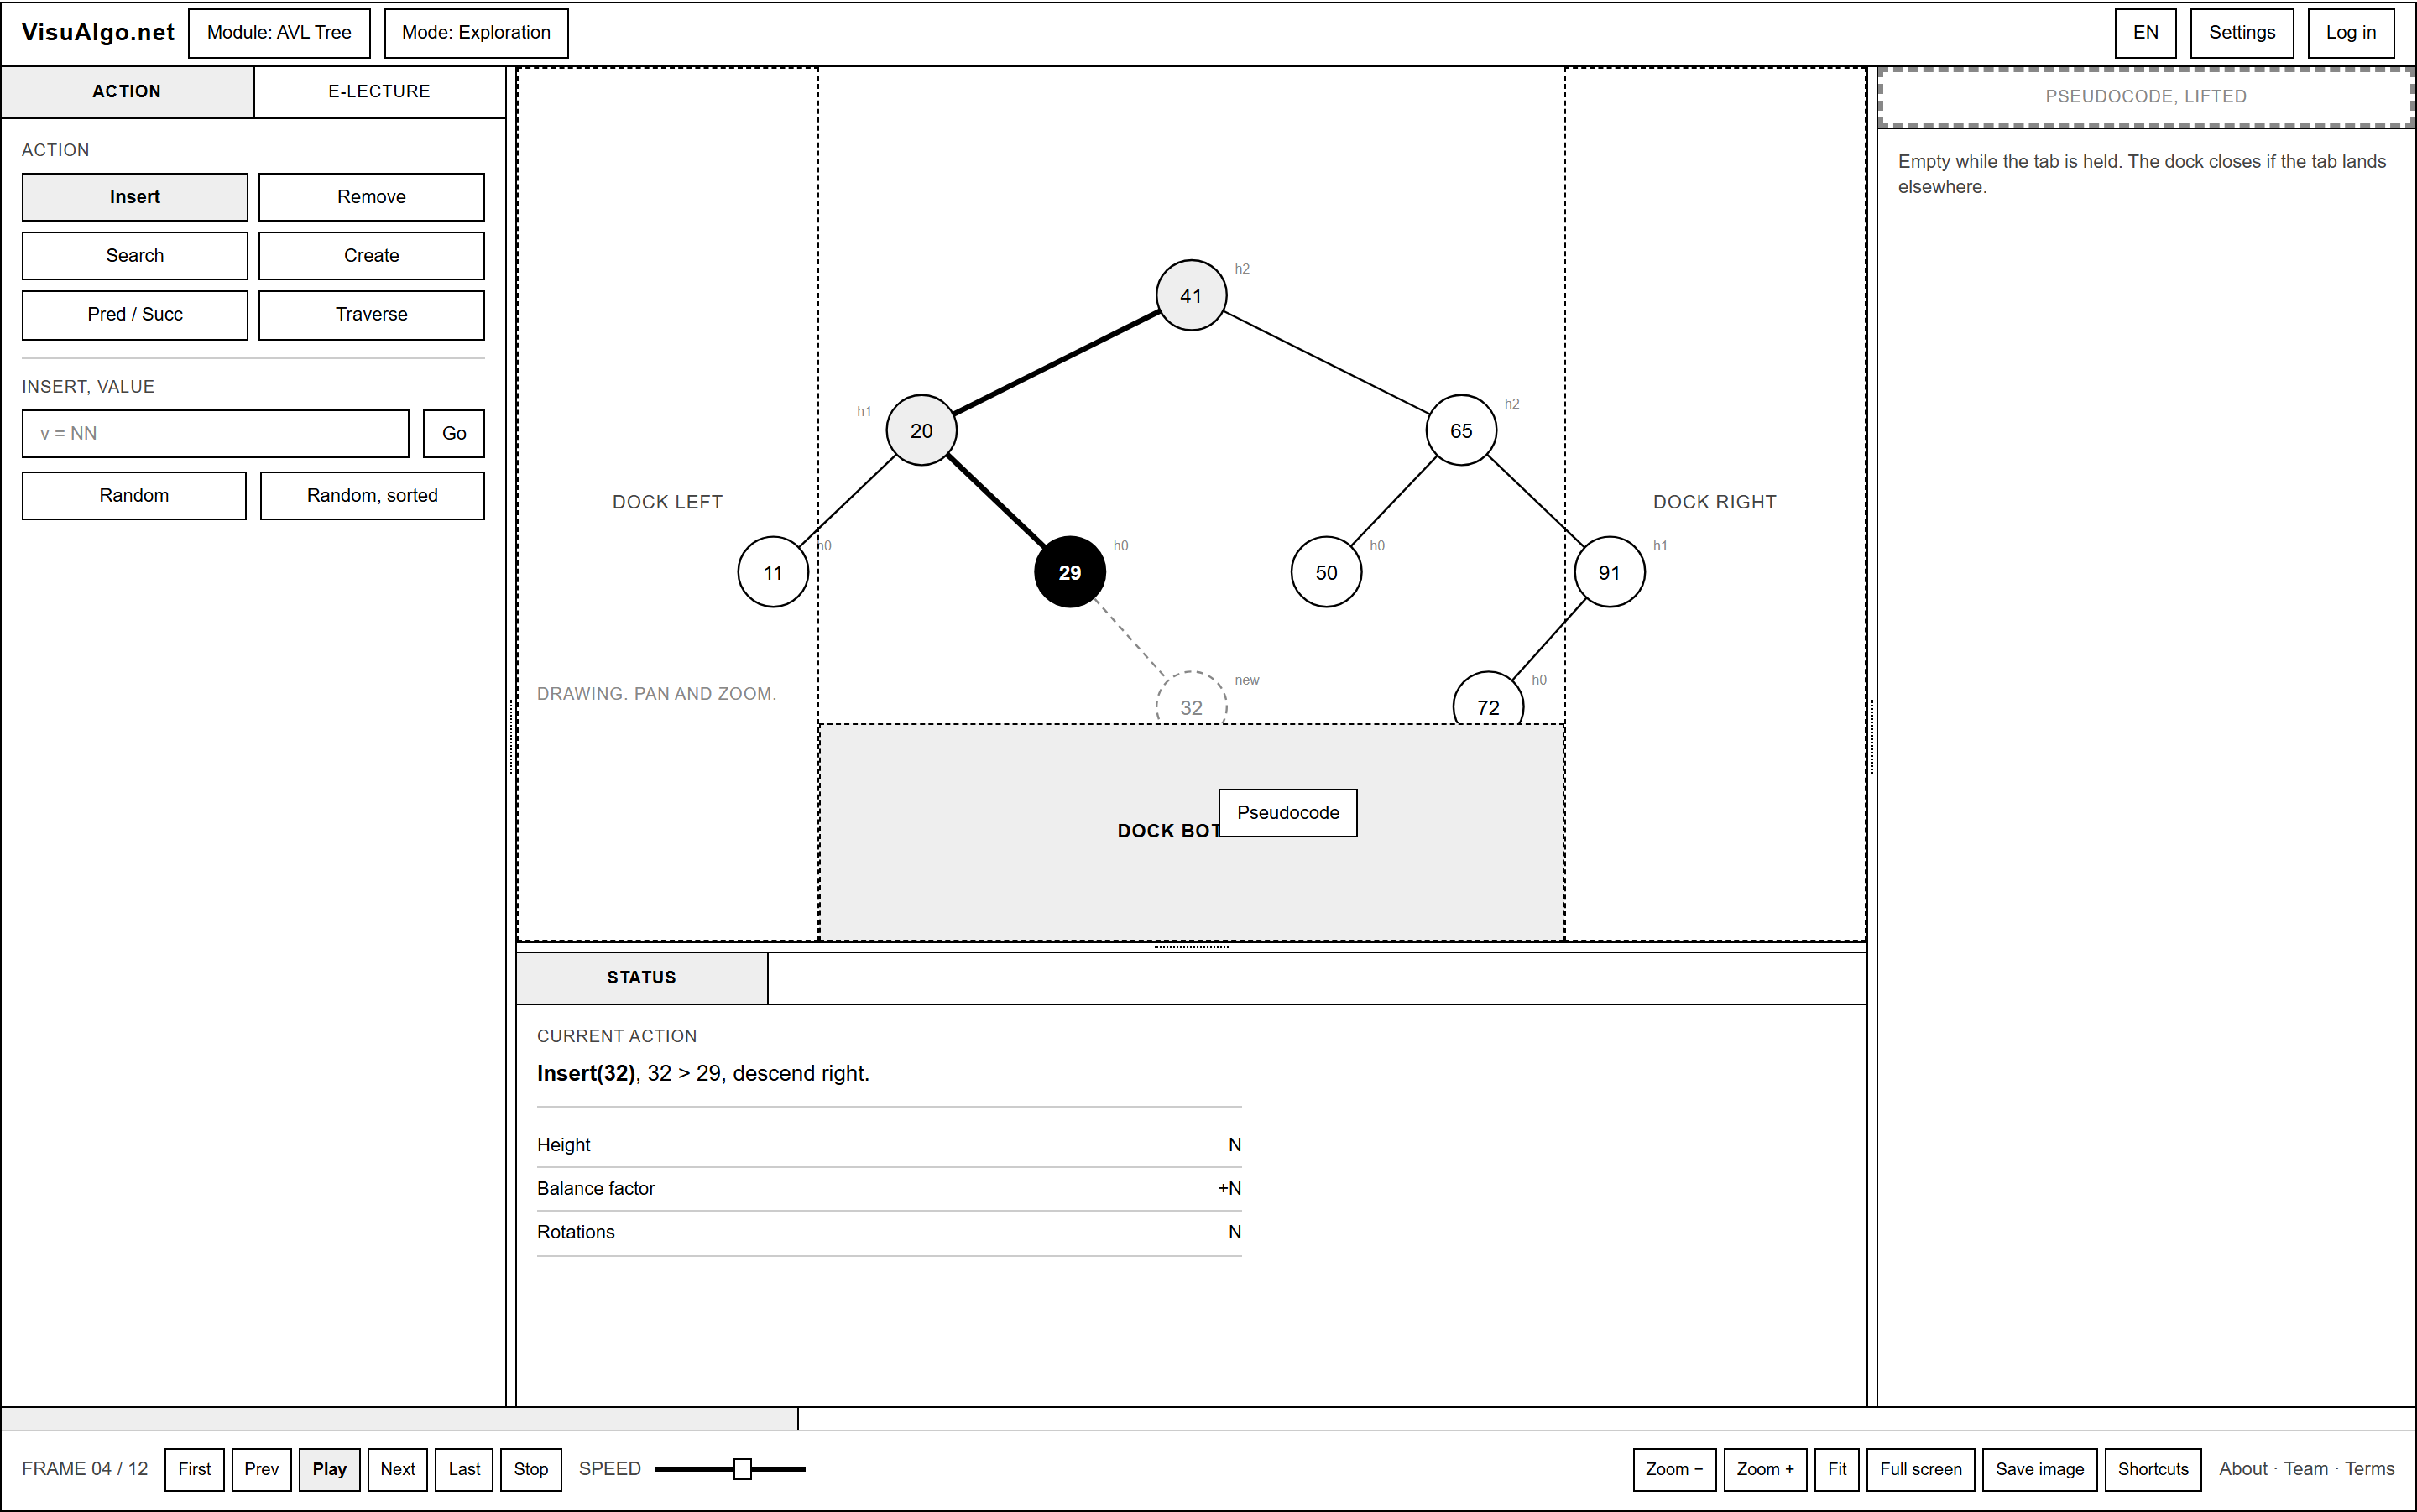 VisuAlgo.net
Module: AVL Tree
Mode: Exploration
EN
Settings
Log in
ACTION
E-LECTURE
ACTION
Insert
Remove
Search
Create
Pred / Succ
Traverse
INSERT, VALUE
v = NN
Go
Random
Random, sorted
41
h2
h1
20
65
h2
DOCK LEFT
DOCK RIGHT
11
h0
29
h0
50
h0
91
h1
DRAWING. PAN AND ZOOM.
32
new
72
h0
DOCK BOT
Pseudocode
PSEUDOCODE, LIFTED
Empty while the tab is held. The dock closes if the tab lands
elsewhere.
STATUS
CURRENT ACTION
Insert(32), 32 > 29, descend right.
Height N
Balance factor +N
Rotations N
FRAME 04 / 12
First
Prev
Play
Next
Last
Stop
SPEED
Zoom −
Zoom +
Fit
Full screen
Save image
Shortcuts
About · Team · Terms